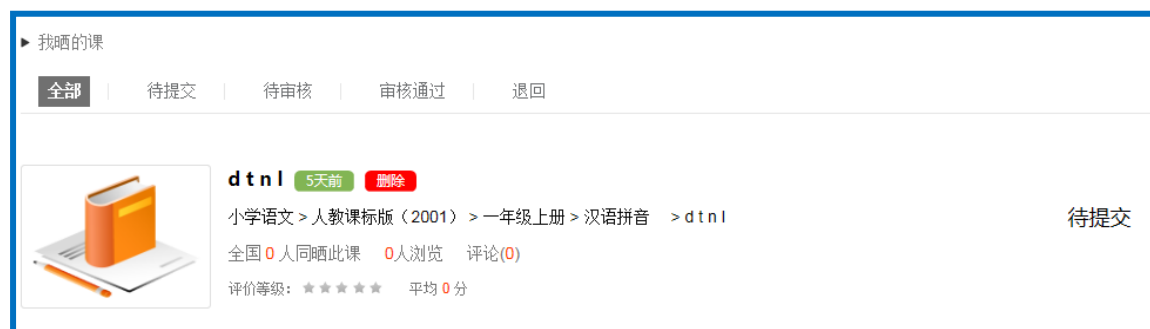 我晒的课
全部 待提交 待审核 审核通过 退回
d t n l 5天前 删除
小学语文 > 人教课标版（2001） > 一年级上册 > 汉语拼音 > d t n l
待提交
全国 0 人同晒此课 0人浏览 评论(0)
评价等级： 平均 0 分